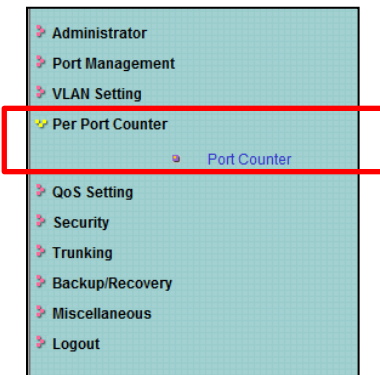 Administrator
Port Management
VLAN Setting
Per Port Counter
Port Counter
QoS Setting
Security
Trunking
Backup/Recovery
Miscellaneous
Logout